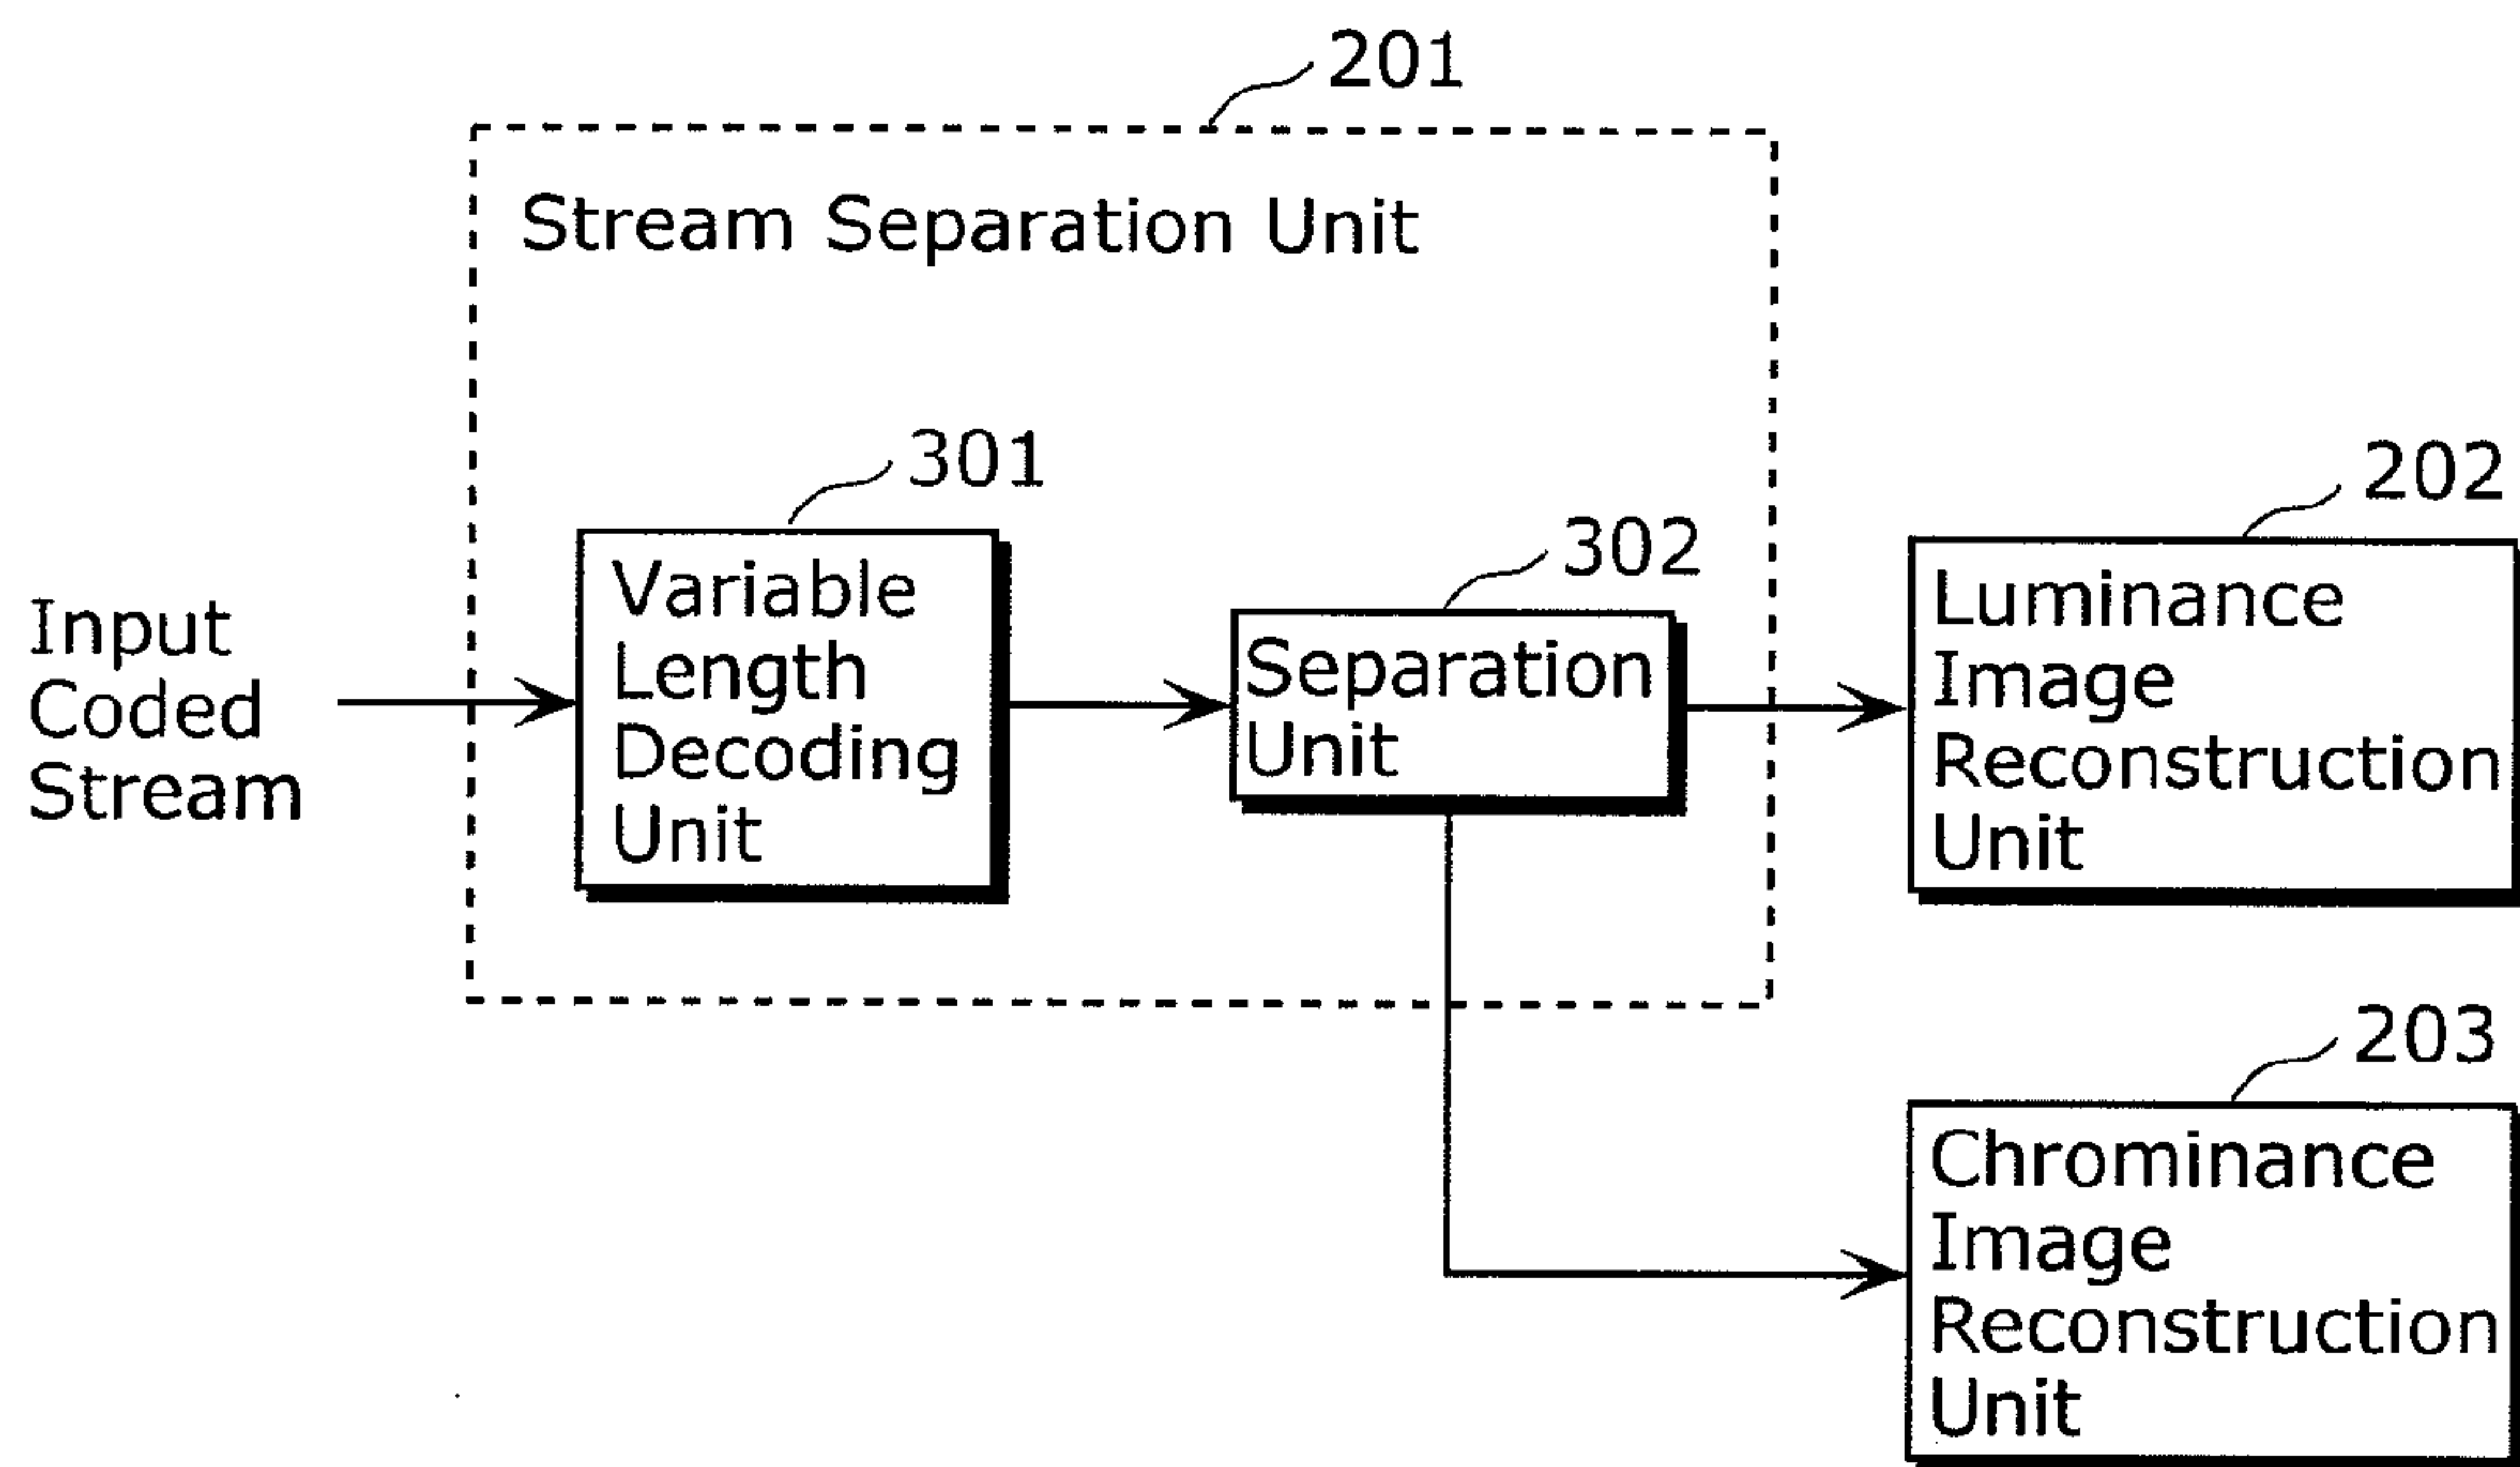 201
Stream Separation Unit
301
Variable
Length
Decoding
Unit
302
Separation
Unit
Input
Coded
Stream
202
Luminance
Image
Reconstruction
Unit
203
Chrominance
Image
Reconstruction
Unit